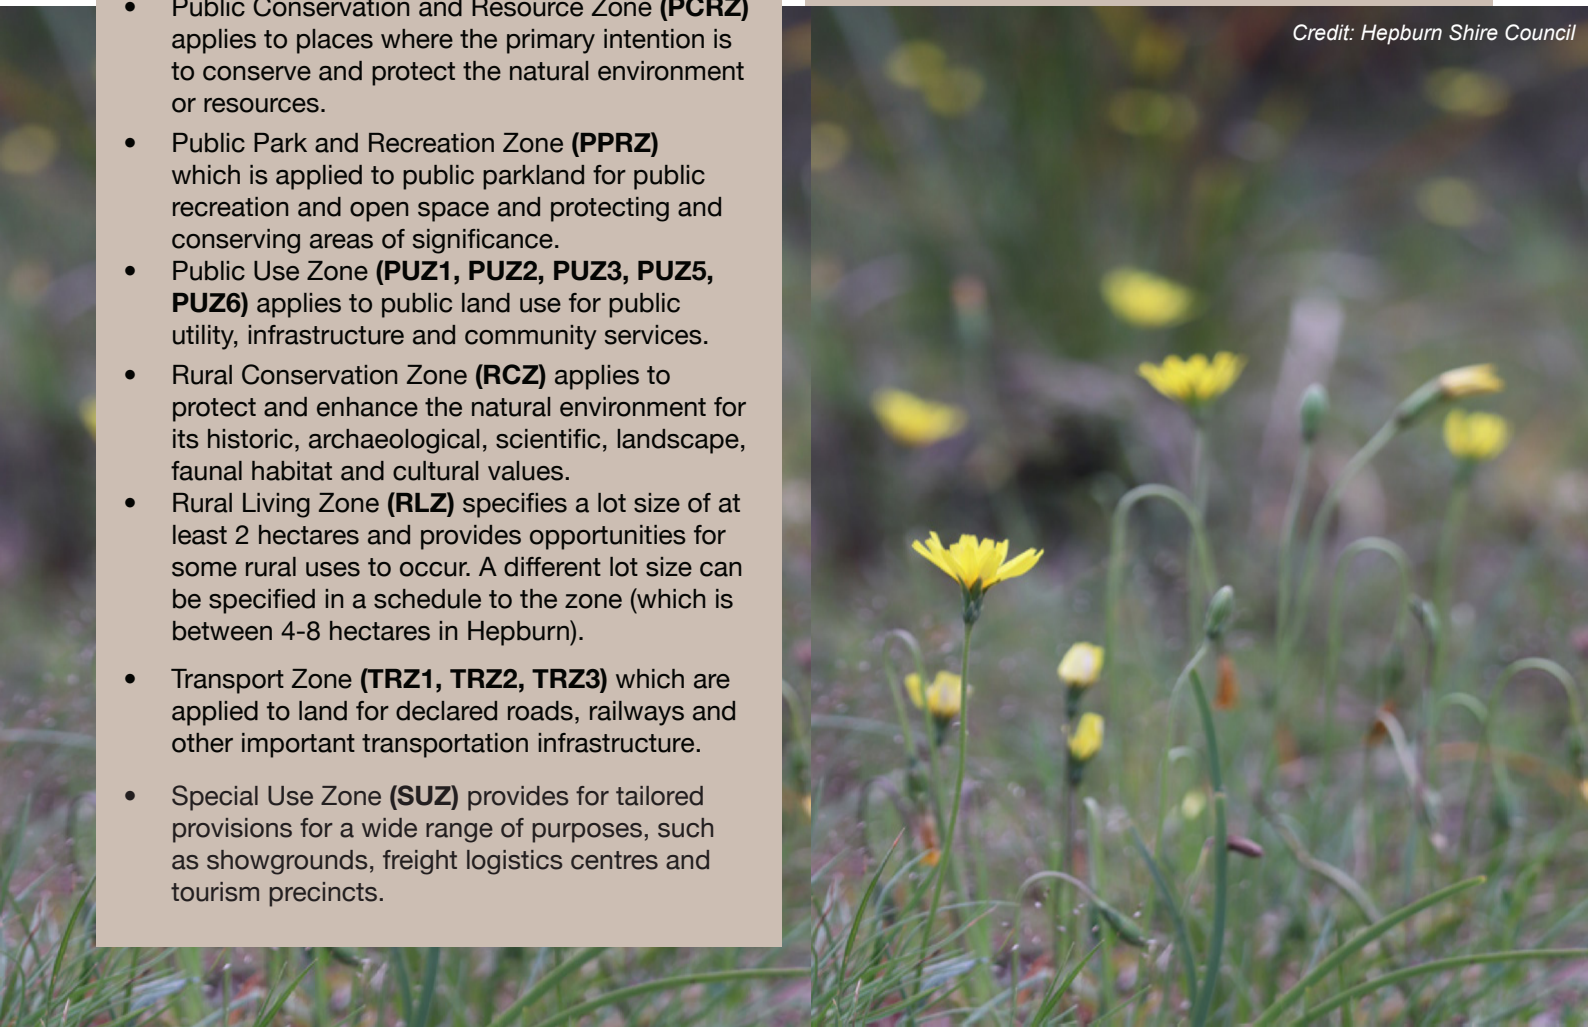 • Public Conservation and Resource Zone (PCRZ)
applies to places where the primary intention is
to conserve and protect the natural environment
or resources.
• Public Park and Recreation Zone (PPRZ)
which is applied to public parkland for public
recreation and open space and protecting and
conserving areas of significance.
• Public Use Zone (PUZ1, PUZ2, PUZ3, PUZ5,
PUZ6) applies to public land use for public
utility, infrastructure and community services.
• Rural Conservation Zone (RCZ) applies to
protect and enhance the natural environment for
its historic, archaeological, scientific, landscape,
faunal habitat and cultural values.
• Rural Living Zone (RLZ) specifies a lot size of at
least 2 hectares and provides opportunities for
some rural uses to occur. A different lot size can
be specified in a schedule to the zone (which is
between 4-8 hectares in Hepburn).
• Transport Zone (TRZ1, TRZ2, TRZ3) which are
applied to land for declared roads, railways and
other important transportation infrastructure.
• Special Use Zone (SUZ) provides for tailored
provisions for a wide range of purposes, such
as showgrounds, freight logistics centres and
tourism precincts.
Credit: Hepburn Shire Council